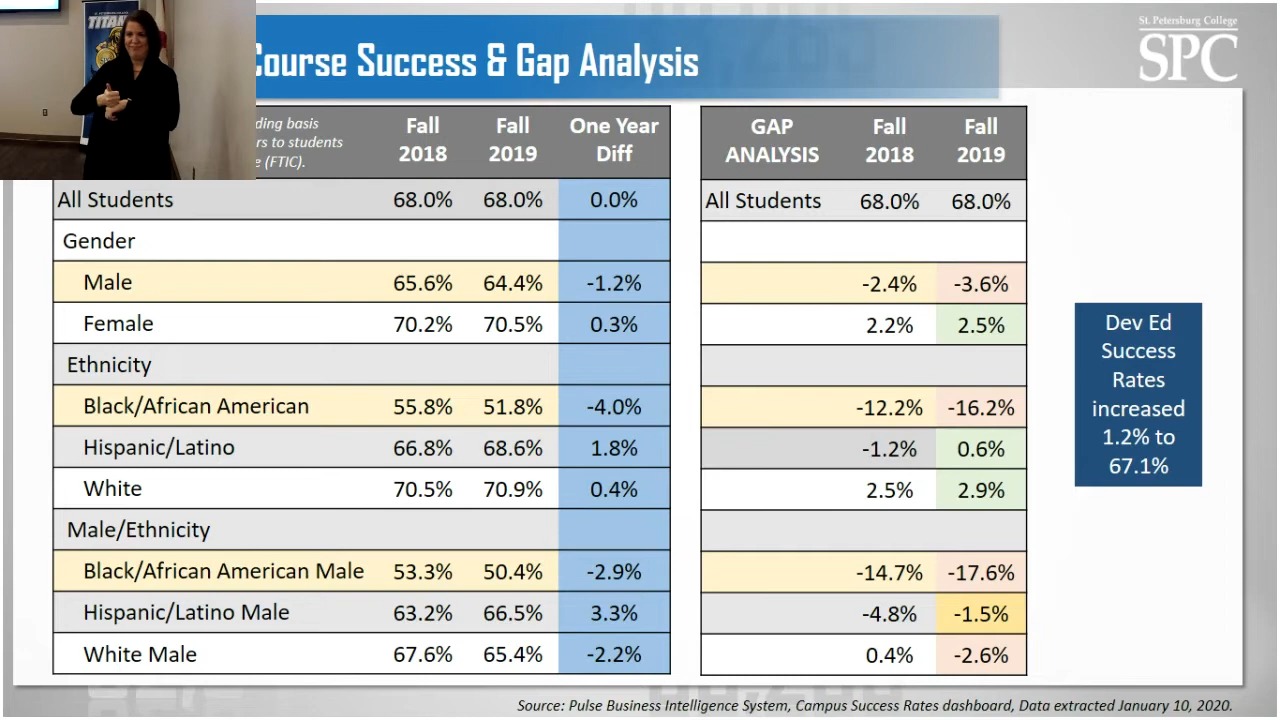 TITANS
Course Success & Gap Analysis
St. Petersburg College
SPC
ding basis
rs to students
e (FTIC).
Fall 2018 Fall 2019 One Year Diff
All Students 68.0% 68.0% 0.0%
Gender
Male 65.6% 64.4% -1.2%
Female 70.2% 70.5% 0.3%
Ethnicity
Black/African American 55.8% 51.8% -4.0%
Hispanic/Latino 66.8% 68.6% 1.8%
White 70.5% 70.9% 0.4%
Male/Ethnicity
Black/African American Male 53.3% 50.4% -2.9%
Hispanic/Latino Male 63.2% 66.5% 3.3%
White Male 67.6% 65.4% -2.2%
GAP ANALYSIS Fall 2018 Fall 2019
All Students 68.0% 68.0%
-2.4% -3.6%
2.2% 2.5%
-12.2% -16.2%
-1.2% 0.6%
2.5% 2.9%
-14.7% -17.6%
-4.8% -1.5%
0.4% -2.6%
Dev Ed
Success
Rates
increased
1.2% to
67.1%
Source: Pulse Business Intelligence System, Campus Success Rates dashboard, Data extracted January 10, 2020.